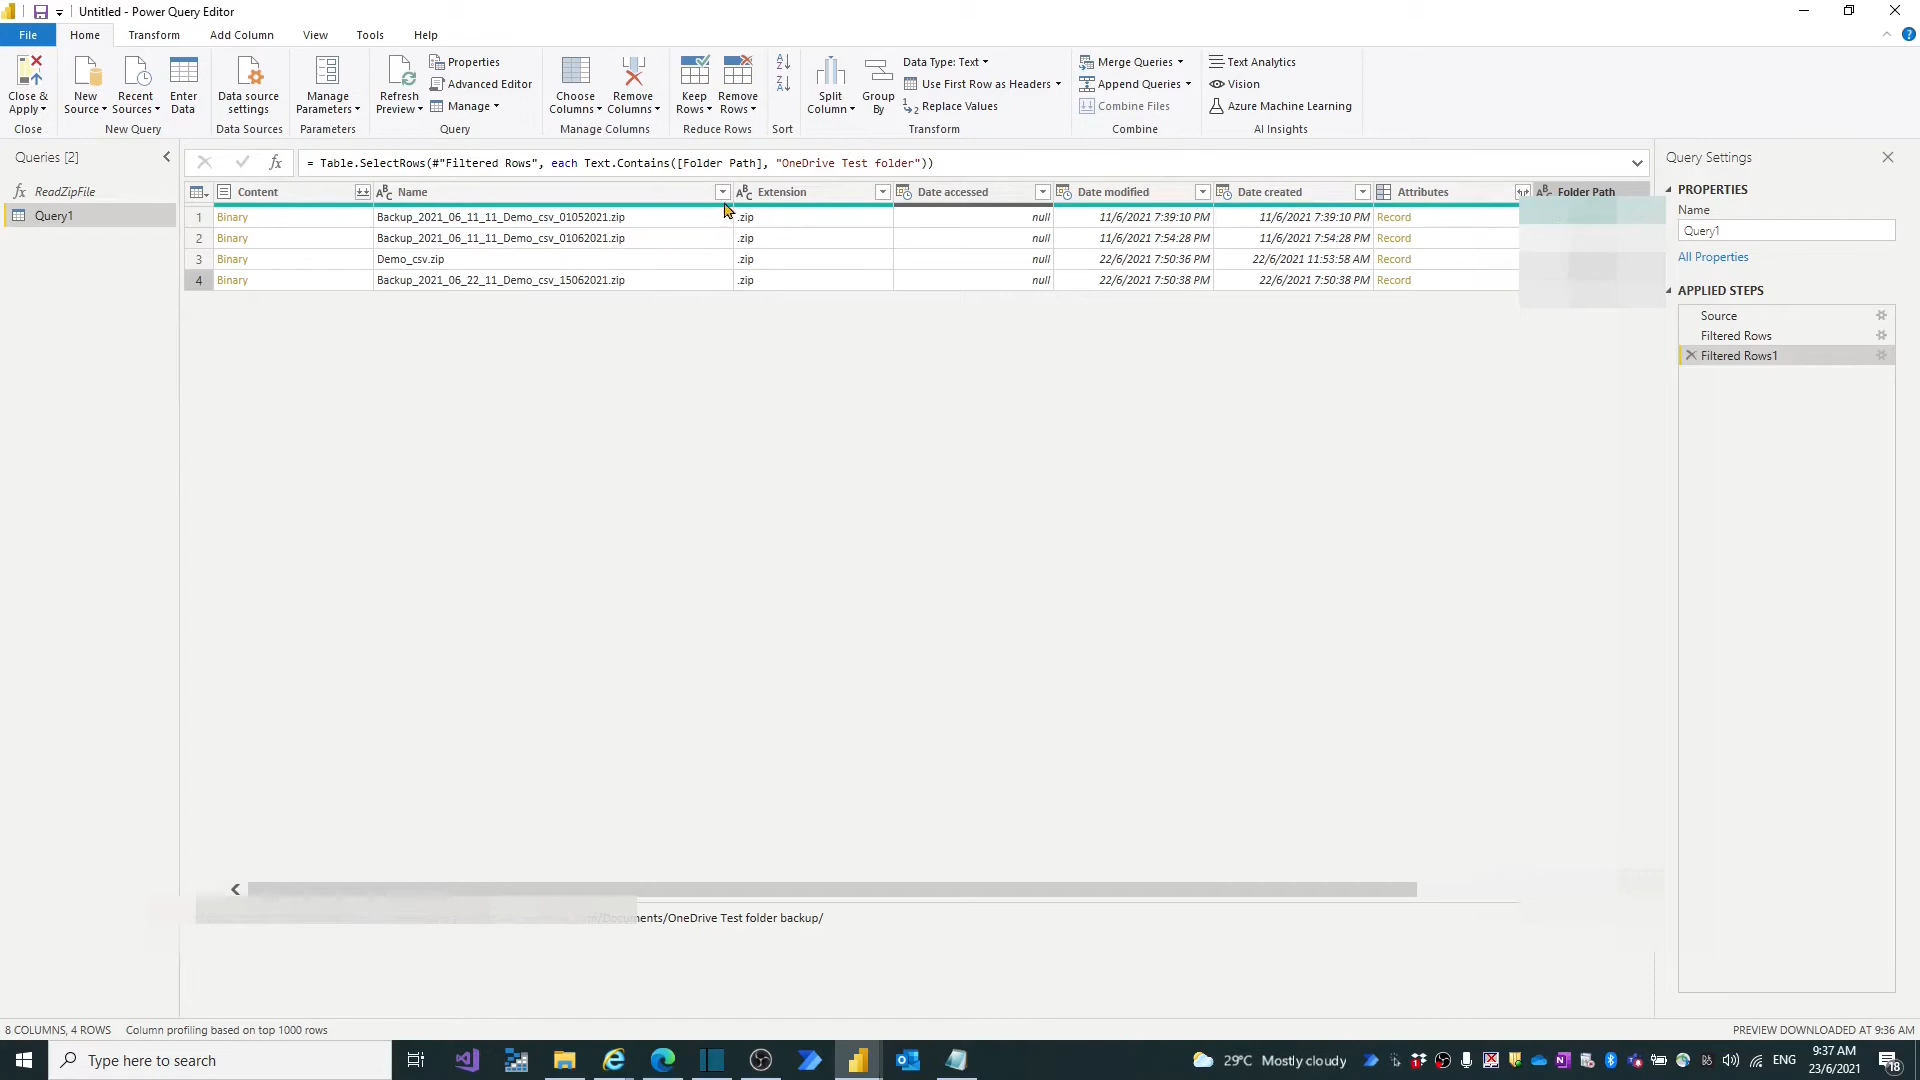 Untitled - Power Query Editor
File Home Transform Add Column View Tools Help
Close & Apply
New Source
Recent Sources
Enter Data
Data source settings
Manage Parameters
Refresh Preview
Properties
Advanced Editor
Manage
Choose Columns
Remove Columns
Keep Rows
Remove Rows
Split Column
Group By
Data Type: Text
Use First Row as Headers
Replace Values
Merge Queries
Append Queries
Combine Files
Text Analytics
Vision
Azure Machine Learning
Close New Query Data Sources Parameters Query Manage Columns Reduce Rows Sort Transform Combine AI Insights
Queries [2]
ReadZipFile
Query1
fx = Table.SelectRows(#"Filtered Rows", each Text.Contains([Folder Path], "OneDrive Test folder"))
Content Name Extension Date accessed Date modified Date created Attributes Folder Path
1 Binary Backup_2021_06_11_11_Demo_csv_01052021.zip .zip null 11/6/2021 7:39:10 PM 11/6/2021 7:39:10 PM Record
2 Binary Backup_2021_06_11_11_Demo_csv_01062021.zip .zip null 11/6/2021 7:54:28 PM 11/6/2021 7:54:28 PM Record
3 Binary Demo_csv.zip .zip null 22/6/2021 7:50:36 PM 22/6/2021 11:53:58 AM Record
4 Binary Backup_2021_06_22_11_Demo_csv_15062021.zip .zip null 22/6/2021 7:50:38 PM 22/6/2021 7:50:38 PM Record
Query Settings
PROPERTIES
Name
Query1
All Properties
APPLIED STEPS
Source
Filtered Rows
Filtered Rows1
/Documents/OneDrive Test folder backup/
8 COLUMNS, 4 ROWS Column profiling based on top 1000 rows
PREVIEW DOWNLOADED AT 9:36 AM
Type here to search
29°C Mostly cloudy
ENG
9:37 AM
23/6/2021
18